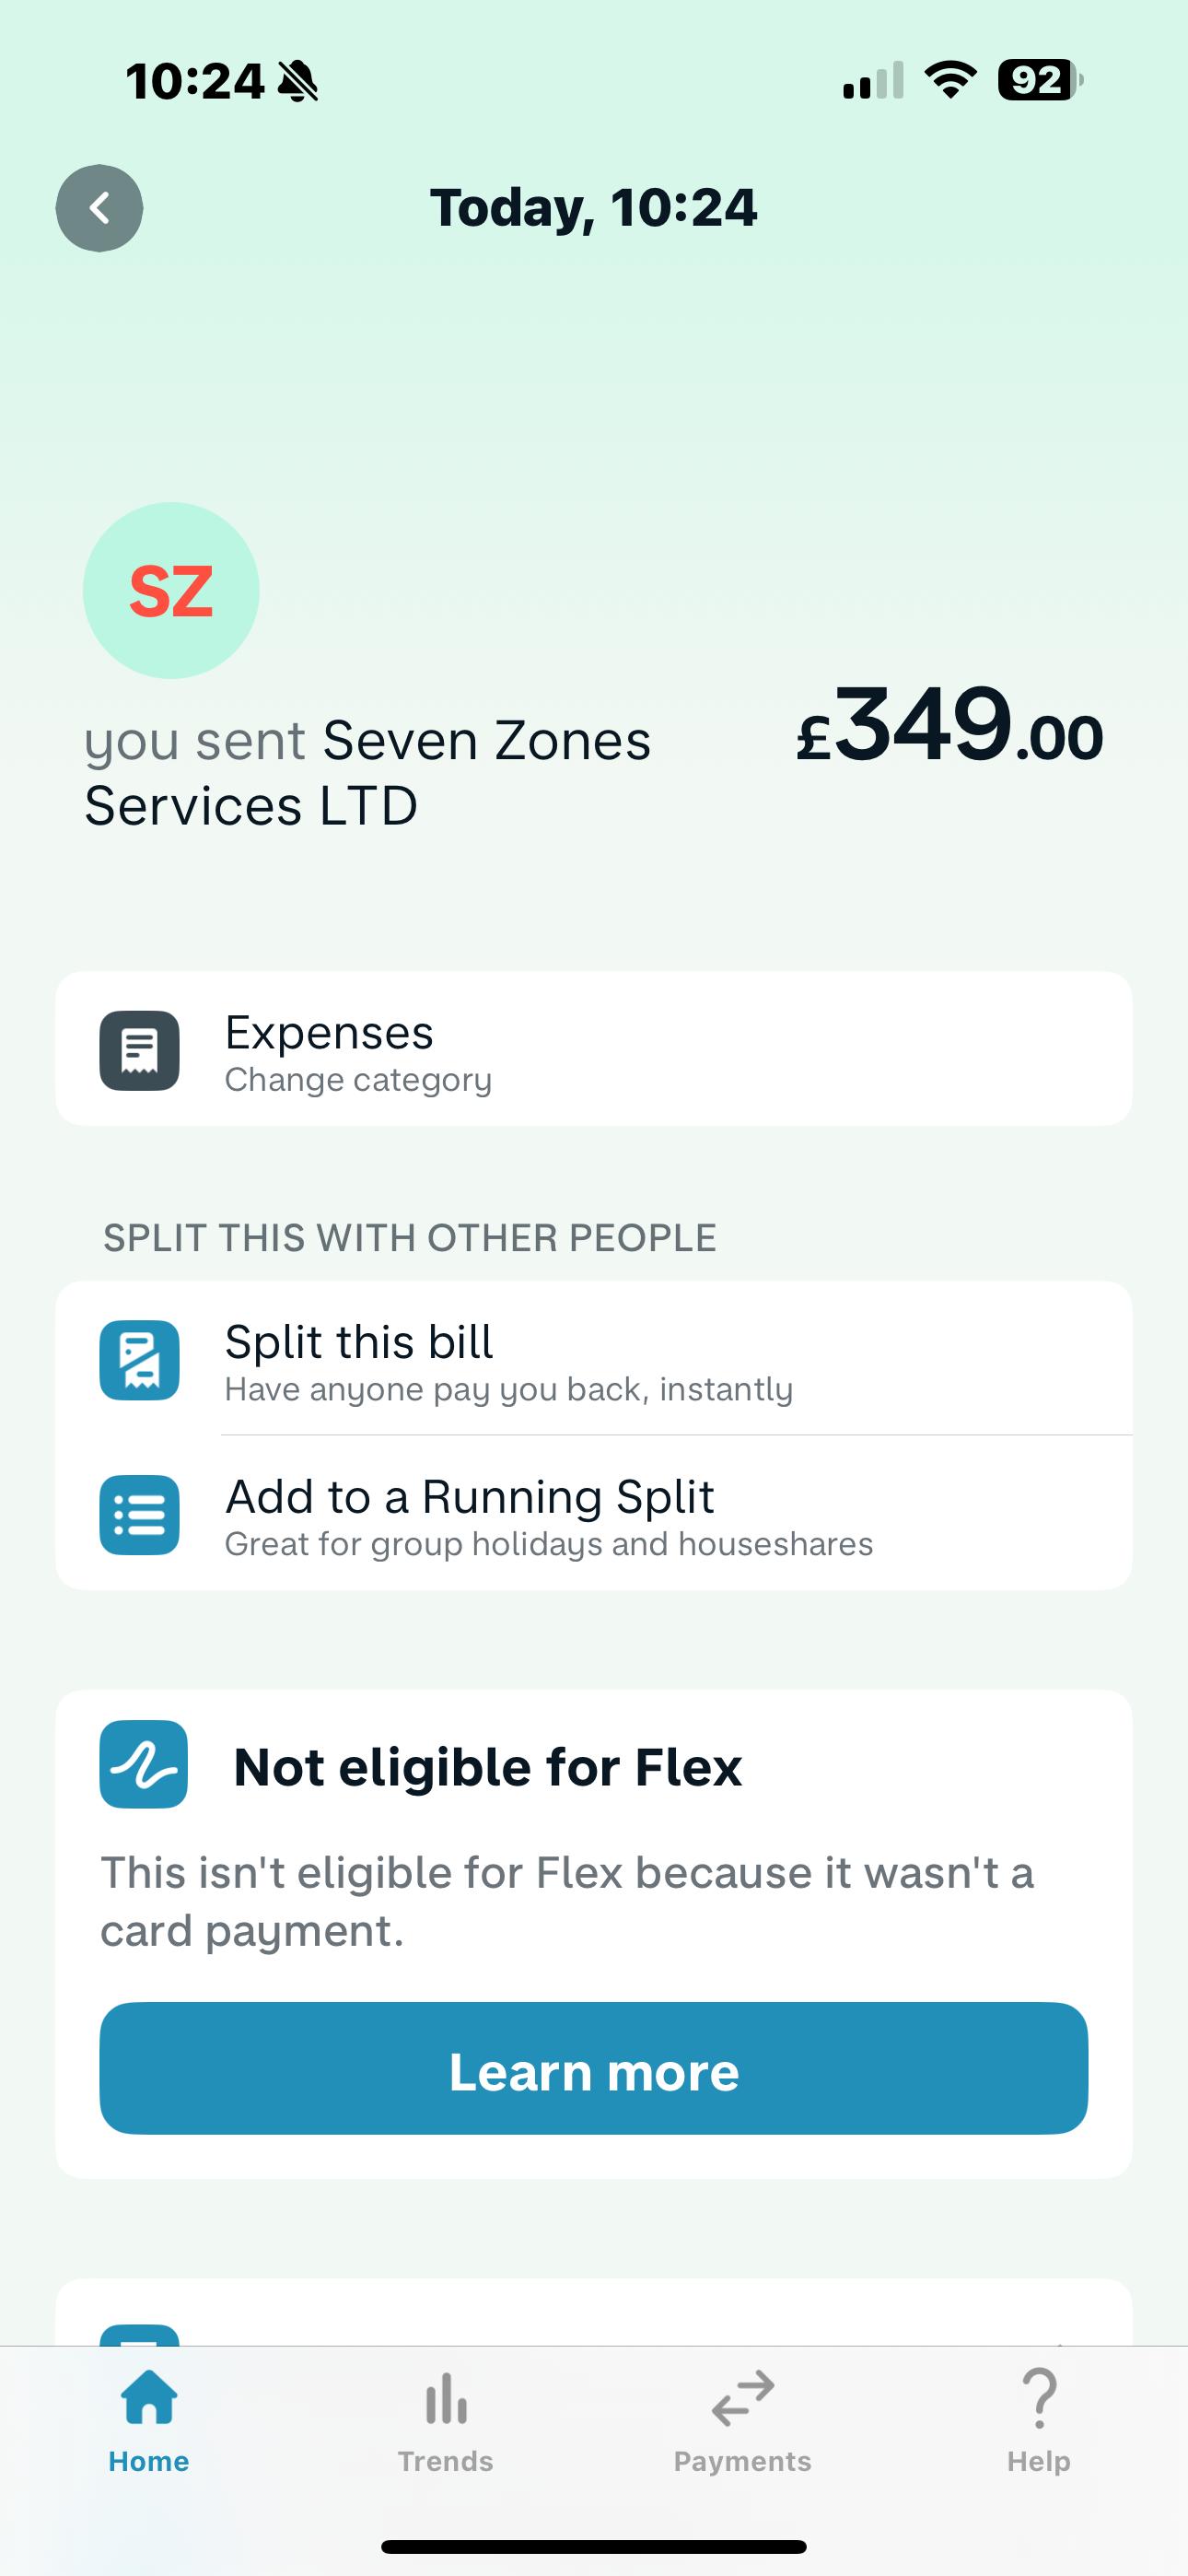 10:24
92
Today, 10:24
SZ
you sent Seven Zones
Services LTD
£349.00
Expenses
Change category
SPLIT THIS WITH OTHER PEOPLE
Split this bill
Have anyone pay you back, instantly
Add to a Running Split
Great for group holidays and houseshares
Not eligible for Flex
This isn't eligible for Flex because it wasn't a
card payment.
Learn more
Home
Trends
Payments
Help